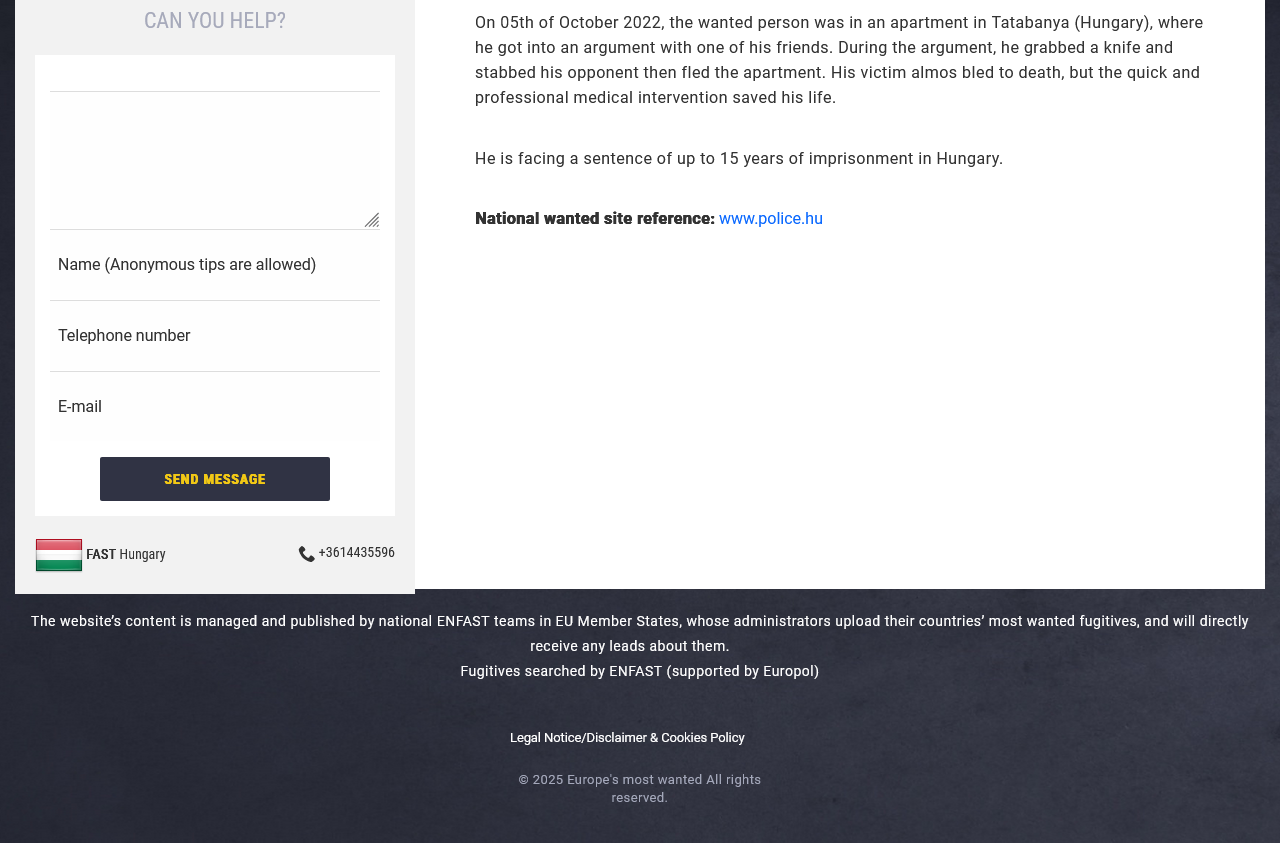 CAN YOU HELP?
Name (Anonymous tips are allowed)
Telephone number
E-mail
SEND MESSAGE
FAST Hungary
+3614435596
On 05th of October 2022, the wanted person was in an apartment in Tatabanya (Hungary), where
he got into an argument with one of his friends. During the argument, he grabbed a knife and
stabbed his opponent then fled the apartment. His victim almos bled to death, but the quick and
professional medical intervention saved his life.
He is facing a sentence of up to 15 years of imprisonment in Hungary.
National wanted site reference: www.police.hu
The website’s content is managed and published by national ENFAST teams in EU Member States, whose administrators upload their countries’ most wanted fugitives, and will directly
receive any leads about them.
Fugitives searched by ENFAST (supported by Europol)
Legal Notice/Disclaimer & Cookies Policy
© 2025 Europe's most wanted All rights
reserved.